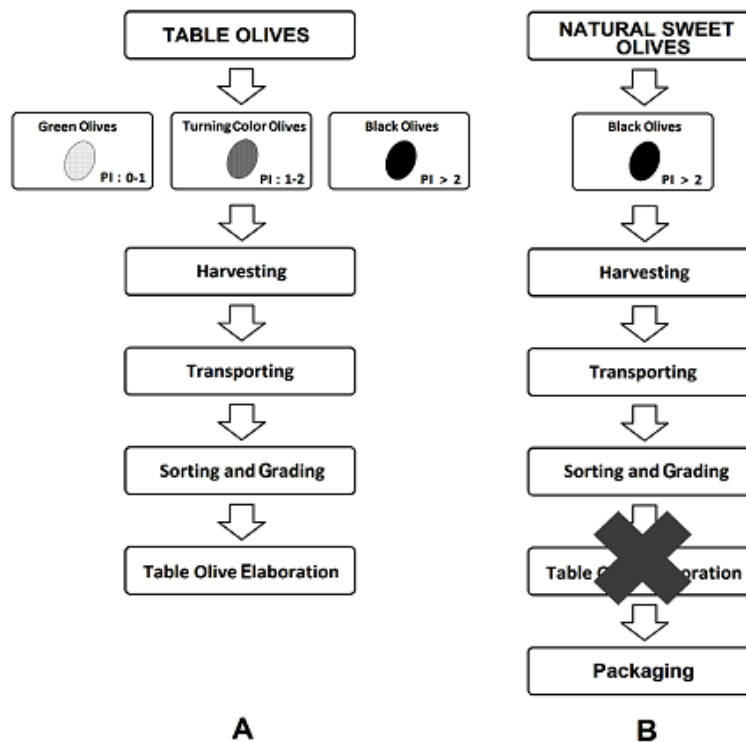 TABLE OLIVES
Green Olives
PI : 0-1
Turning Color Olives
PI : 1-2
Black Olives
PI > 2
Harvesting
Transporting
Sorting and Grading
Table Olive Elaboration
A
NATURAL SWEET
OLIVES
Black Olives
PI > 2
Harvesting
Transporting
Sorting and Grading
Table
Packaging
B